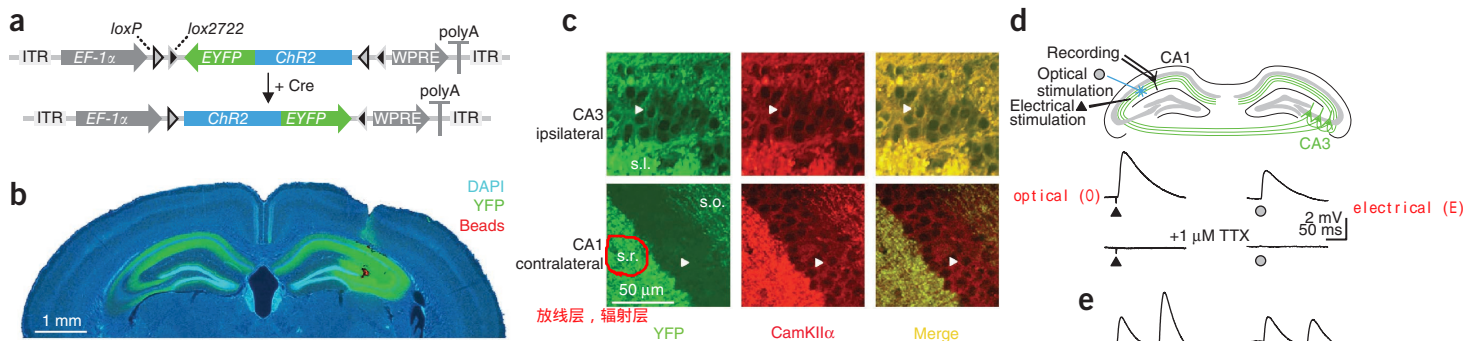 a
loxP lox2722
ITR EF-1α EYFP ChR2 WPRE polyA ITR
+ Cre
ITR EF-1α ChR2 EYFP WPRE polyA ITR
b
DAPI
YFP
Beads
1 mm
c
CA3
ipsilateral
s.l.
CA1
contralateral
s.o.
s.r.
50 μm
放线层，辐射层
YFP CamKIIα Merge
d
Recording CA1
Optical
stimulation
Electrical
stimulation
CA3
optical (O)
electrical (E)
2 mV
50 ms
+1 μM TTX
e